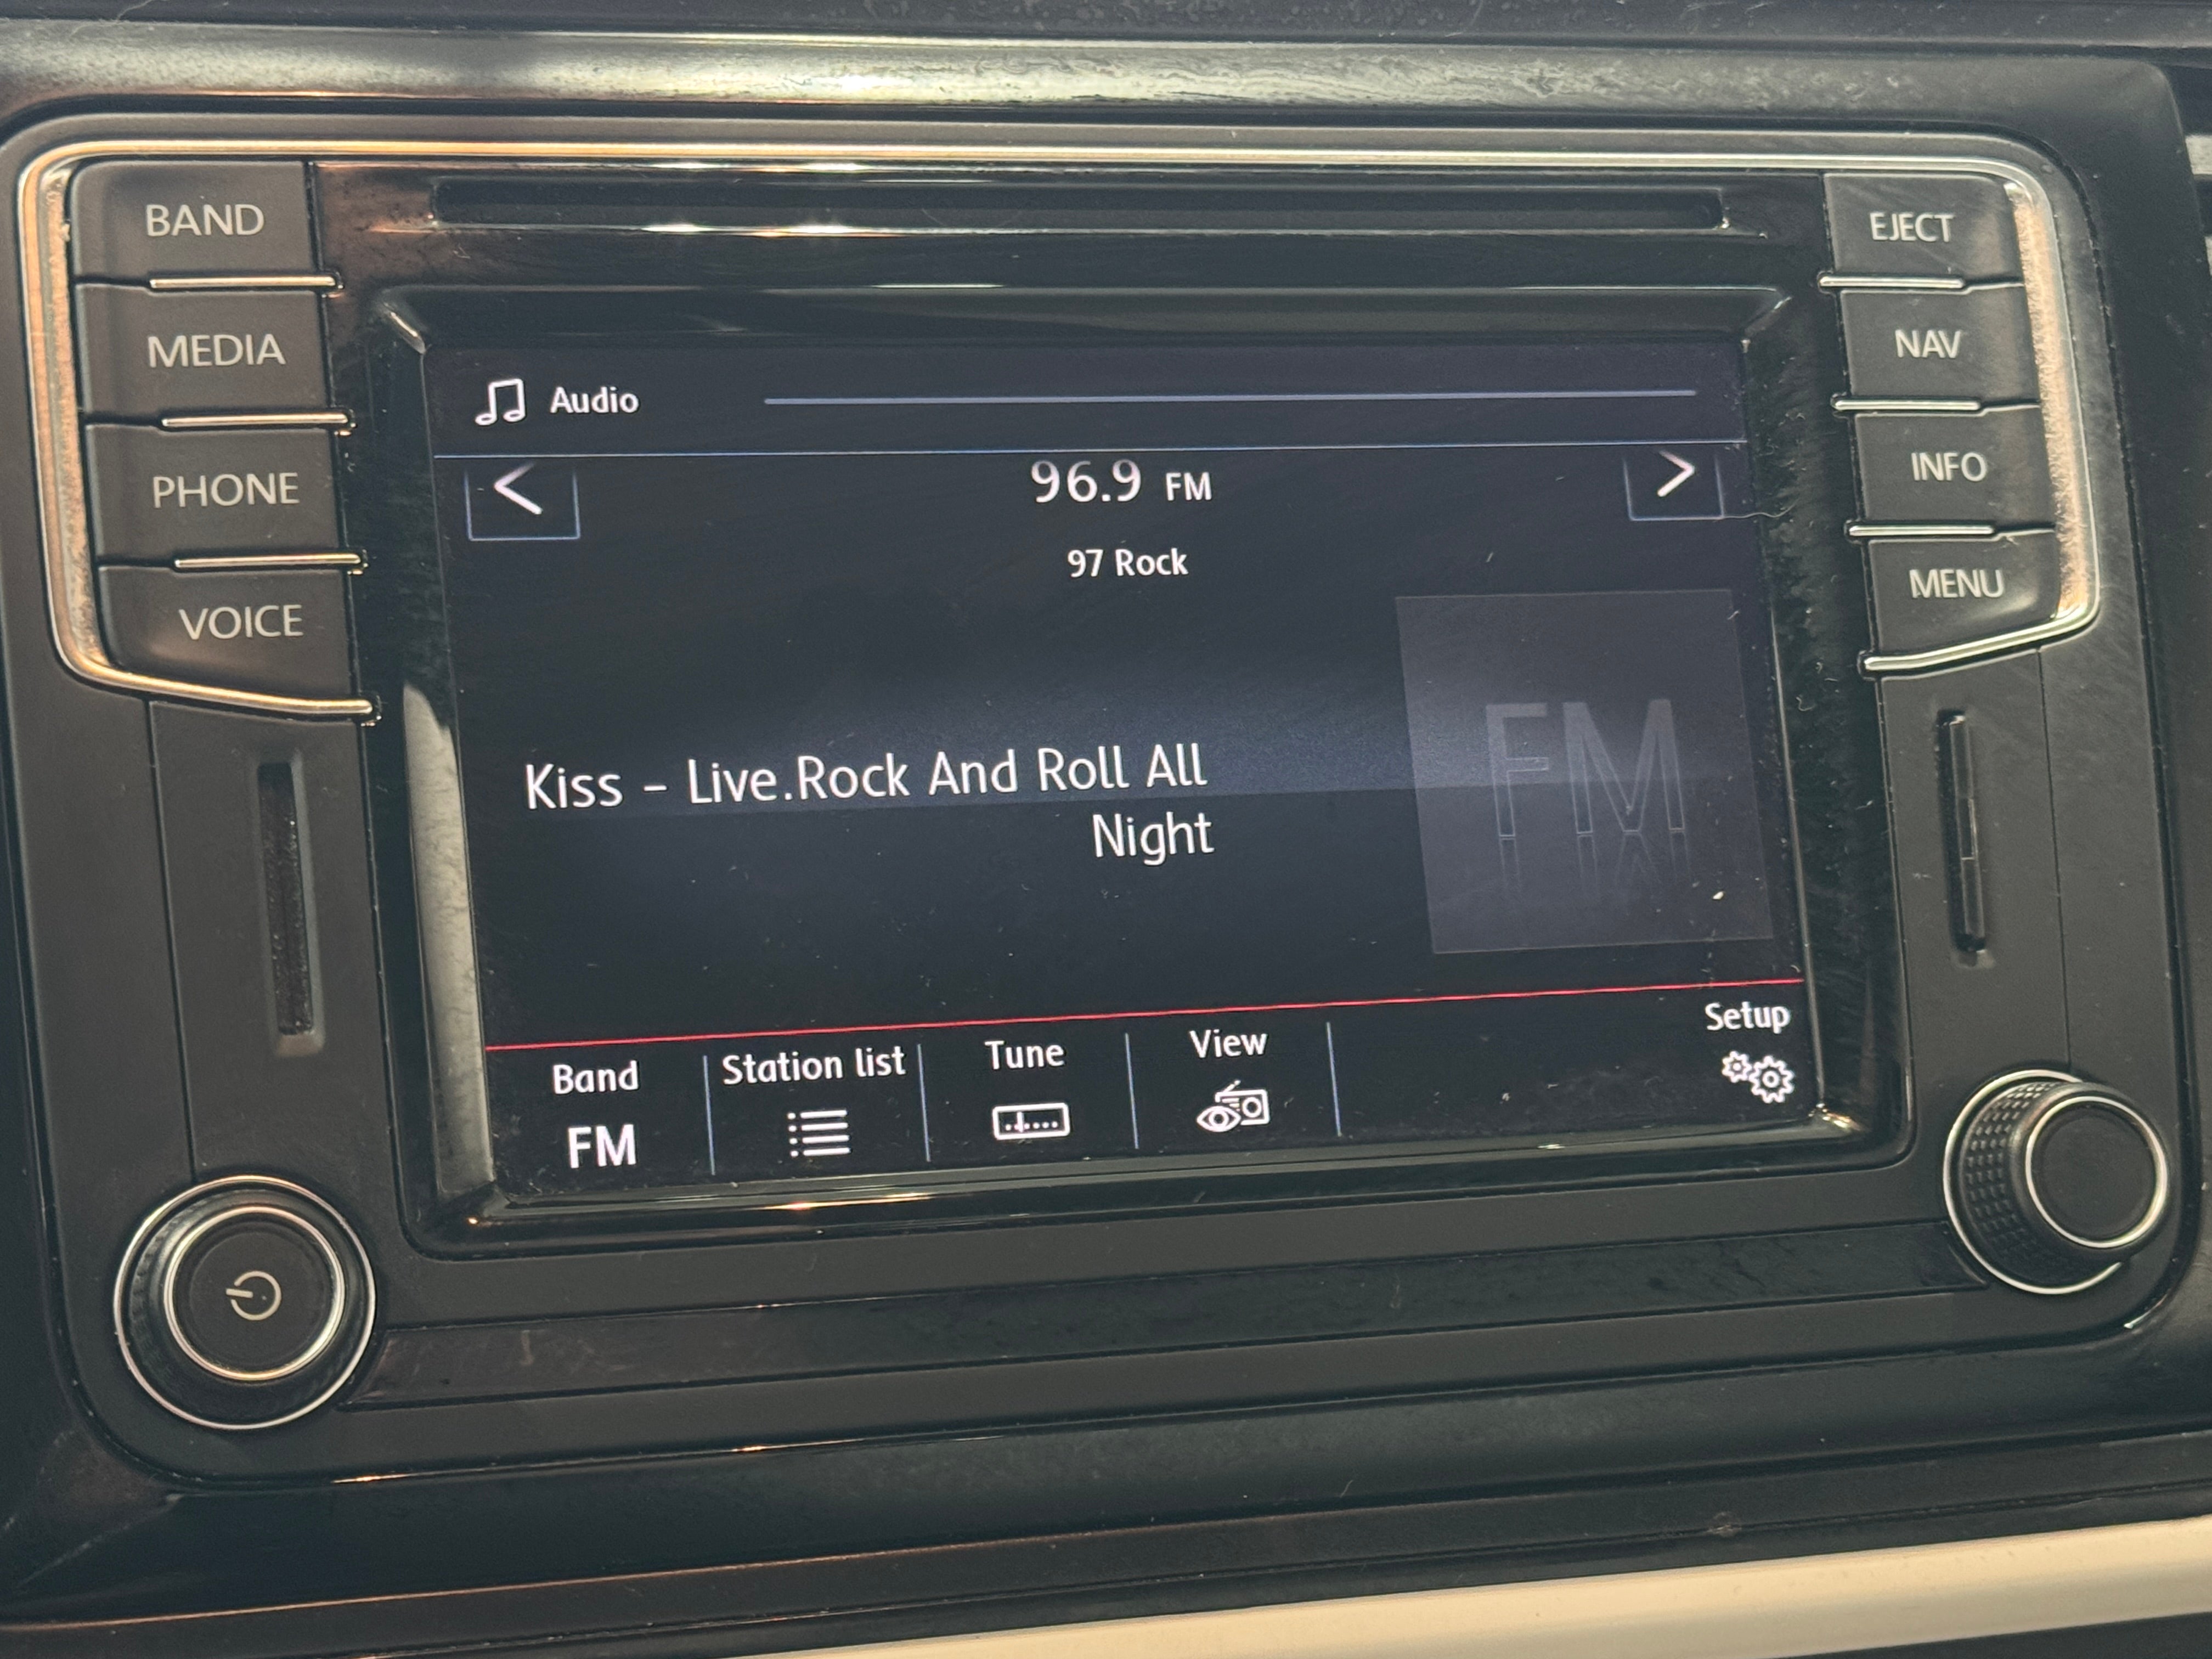 BAND
MEDIA
PHONE
VOICE
EJECT
NAV
INFO
MENU
Audio
96.9 FM
97 Rock
Kiss - Live.Rock And Roll All
Night
FM
Band
FM
Station list
Tune
View
Setup